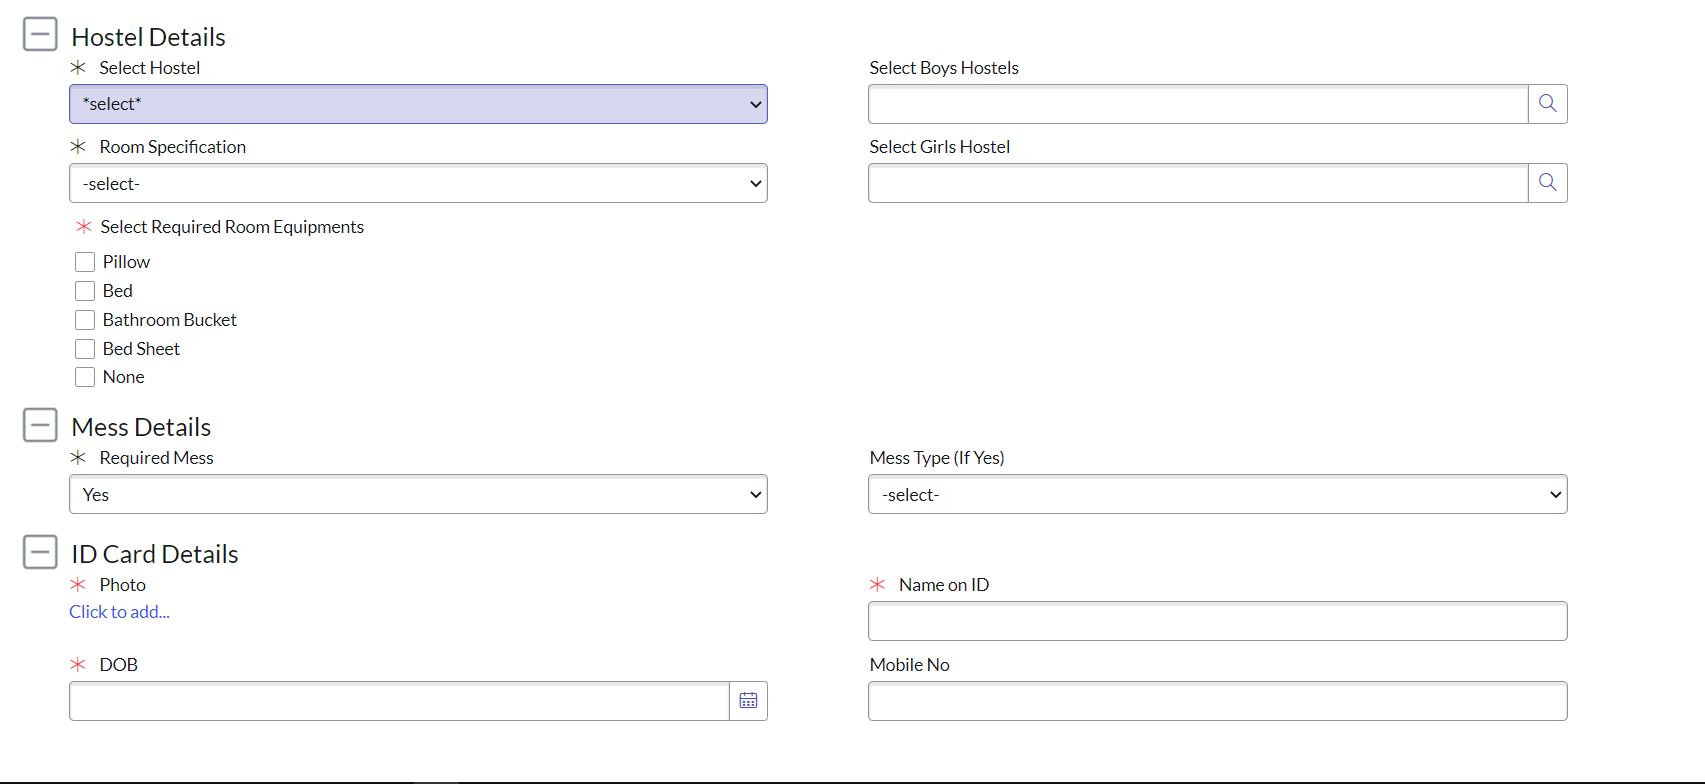 Hostel Details
Select Hostel
*select*
Select Boys Hostels
Room Specification
-select-
Select Girls Hostel
Select Required Room Equipments
Pillow
Bed
Bathroom Bucket
Bed Sheet
None
Mess Details
Required Mess
Yes
Mess Type (If Yes)
-select-
ID Card Details
Photo
Click to add...
Name on ID
DOB
Mobile No